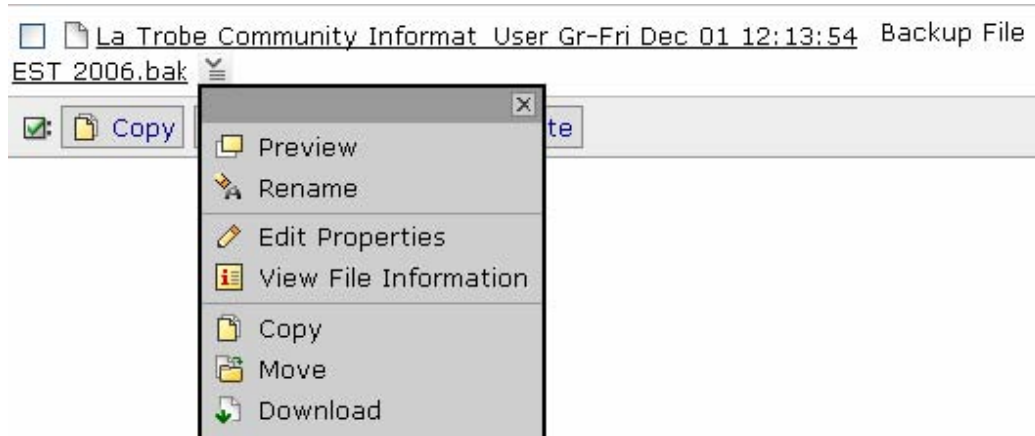 La Trobe Community Informat User Gr-Fri Dec 01 12:13:54 Backup File
EST 2006.bak
Copy te
Preview
Rename
Edit Properties
View File Information
Copy
Move
Download